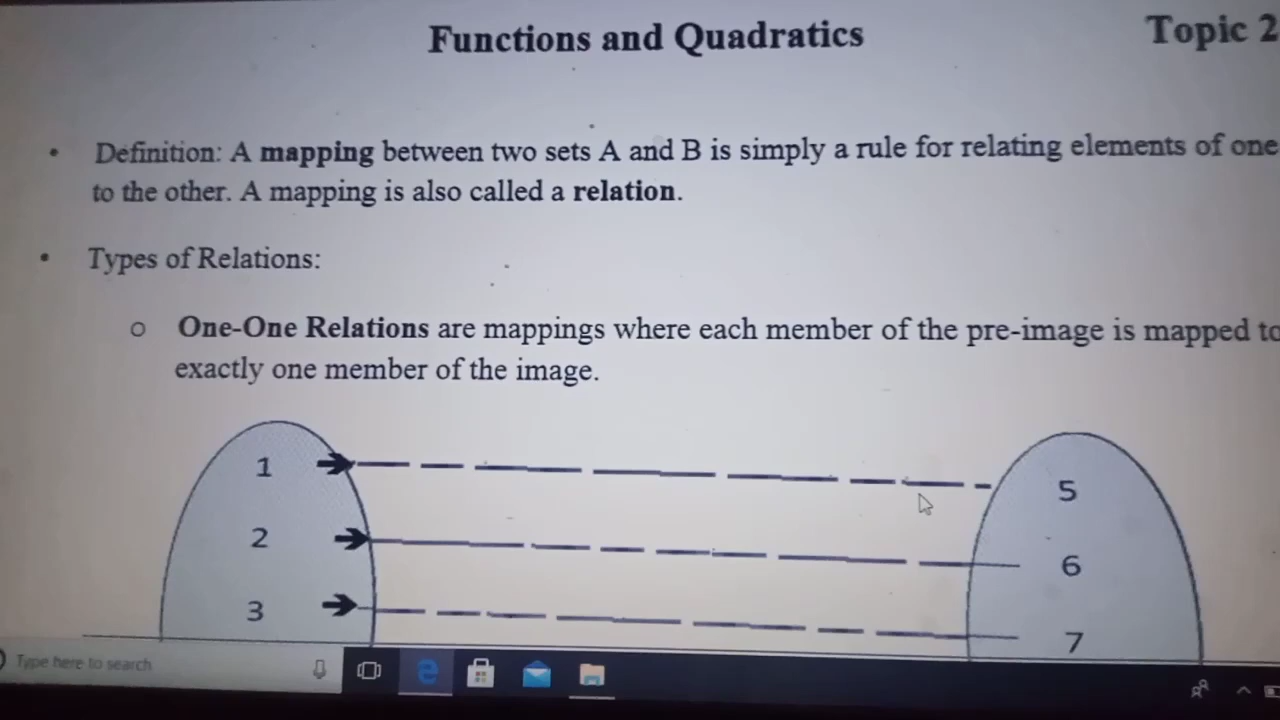 Functions and Quadratics
Topic 2
• Definition: A mapping between two sets A and B is simply a rule for relating elements of one
to the other. A mapping is also called a relation.
• Types of Relations:
o One-One Relations are mappings where each member of the pre-image is mapped to
exactly one member of the image.
1 5
2 6
3 7
Type here to search